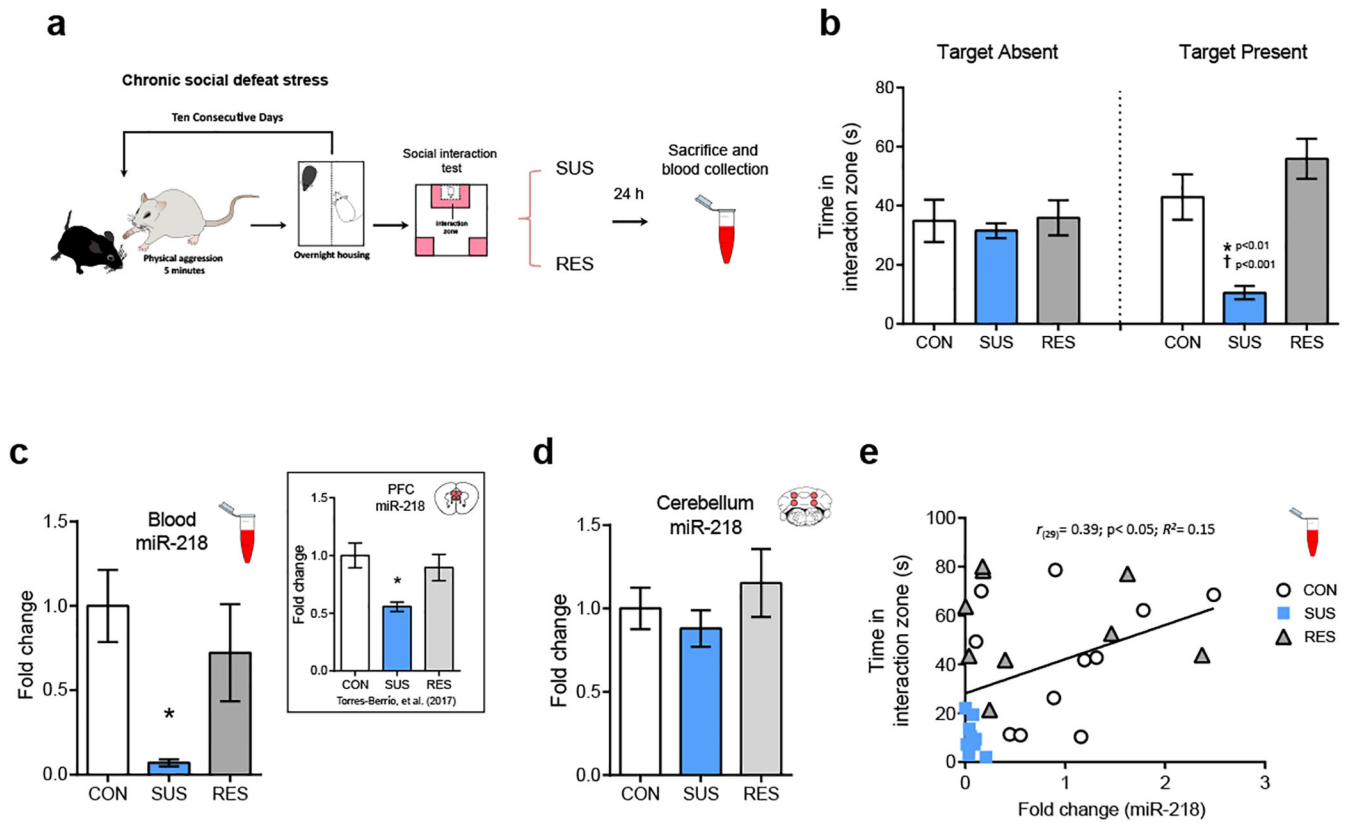 a
Chronic social defeat stress
Ten Consecutive Days
Physical aggression
5 minutes
Overnight housing
Social interaction
test
interaction
zone
SUS
RES
24 h
Sacrifice and
blood collection
b
Target Absent
Target Present
Time in
interaction zone (s)
80
60
40
20
0
* p<0.01
† p<0.001
CON
SUS
RES
CON
SUS
RES
c
Blood
miR-218
Fold change
1.5
1.0
0.5
0.0
*
CON
SUS
RES
PFC
miR-218
Fold change
1.5
1.0
0.5
0.0
*
CON
SUS
RES
Torres-Berrio, et al. (2017)
d
Cerebellum
miR-218
Fold change
1.5
1.0
0.5
0.0
CON
SUS
RES
e
r(29)= 0.39; p< 0.05; R²= 0.15
Time in
interaction zone (s)
100
80
60
40
20
0
0
1
2
3
Fold change (miR-218)
CON
SUS
RES